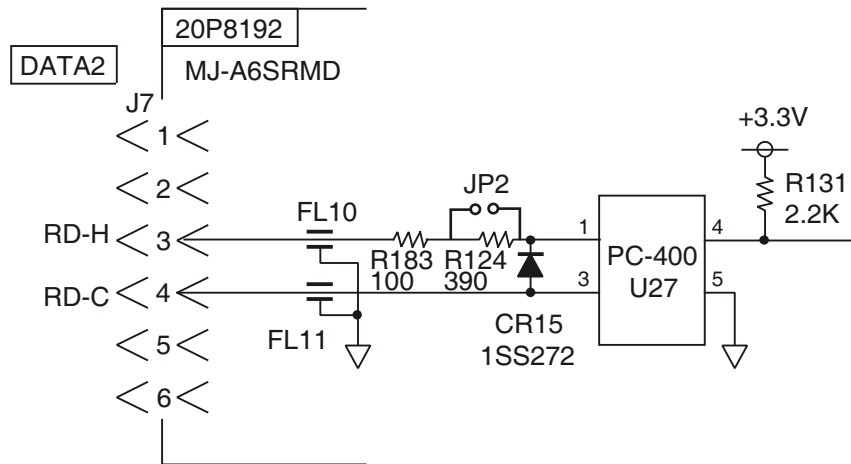 20P8192
DATA2
MJ-A6SRMD
J7
1
2
RD-H
3
RD-C
4
5
6
FL10
FL11
R183
100
JP2
R124
390
CR15
1SS272
1
3
PC-400
U27
4
5
+3.3V
R131
2.2K